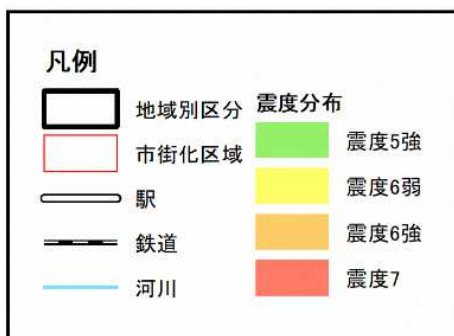 凡例
地域別区分
市街化区域
駅
鉄道
河川
震度分布
震度5強
震度6弱
震度6強
震度7